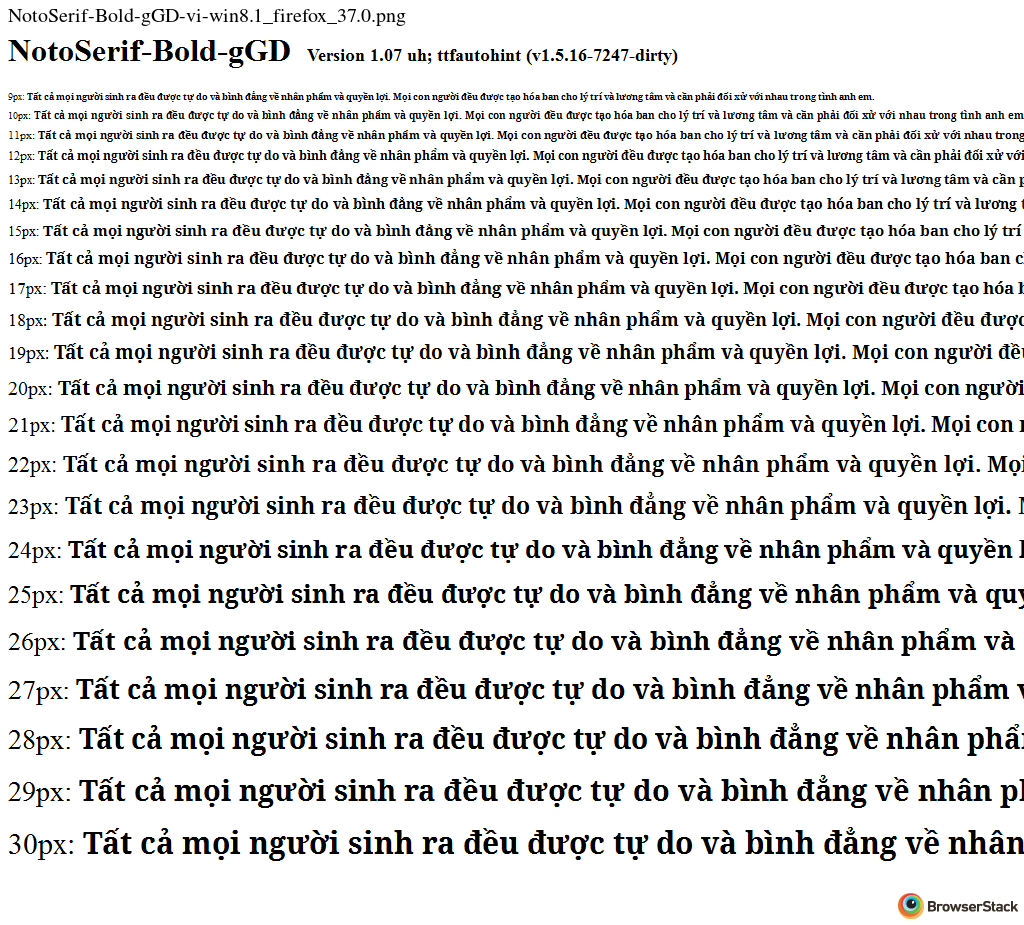 NotoSerif-Bold-gGD-vi-win8.1_firefox_37.0.png
NotoSerif-Bold-gGD Version 1.07 uh; ttfautohint (v1.5.16-7247-dirty)
9px: Tất cả mọi người sinh ra đều được tự do và bình đẳng về nhân phẩm và quyền lợi. Mọi con người đều được tạo hóa ban cho lý trí và lương tâm và cần phải đối xử với nhau trong tình anh em.
10px: Tất cả mọi người sinh ra đều được tự do và bình đẳng về nhân phẩm và quyền lợi. Mọi con người đều được tạo hóa ban cho lý trí và lương tâm và cần phải đối xử với nhau trong tình anh em
11px: Tất cả mọi người sinh ra đều được tự do và bình đẳng về nhân phẩm và quyền lợi. Mọi con người đều được tạo hóa ban cho lý trí và lương tâm và cần phải đối xử với nhau trong
12px: Tất cả mọi người sinh ra đều được tự do và bình đẳng về nhân phẩm và quyền lợi. Mọi con người đều được tạo hóa ban cho lý trí và lương tâm và cần phải đối xử với
13px: Tất cả mọi người sinh ra đều được tự do và bình đẳng về nhân phẩm và quyền lợi. Mọi con người đều được tạo hóa ban cho lý trí và lương tâm và cần p
14px: Tất cả mọi người sinh ra đều được tự do và bình đẳng về nhân phẩm và quyền lợi. Mọi con người đều được tạo hóa ban cho lý trí và lương t
15px: Tất cả mọi người sinh ra đều được tự do và bình đẳng về nhân phẩm và quyền lợi. Mọi con người đều được tạo hóa ban cho lý trí
16px: Tất cả mọi người sinh ra đều được tự do và bình đẳng về nhân phẩm và quyền lợi. Mọi con người đều được tạo hóa ban c
17px: Tất cả mọi người sinh ra đều được tự do và bình đẳng về nhân phẩm và quyền lợi. Mọi con người đều được tạo hóa b
18px: Tất cả mọi người sinh ra đều được tự do và bình đẳng về nhân phẩm và quyền lợi. Mọi con người đều được
19px: Tất cả mọi người sinh ra đều được tự do và bình đẳng về nhân phẩm và quyền lợi. Mọi con người đều
20px: Tất cả mọi người sinh ra đều được tự do và bình đẳng về nhân phẩm và quyền lợi. Mọi con người
21px: Tất cả mọi người sinh ra đều được tự do và bình đẳng về nhân phẩm và quyền lợi. Mọi con
22px: Tất cả mọi người sinh ra đều được tự do và bình đẳng về nhân phẩm và quyền lợi. Mọi
23px: Tất cả mọi người sinh ra đều được tự do và bình đẳng về nhân phẩm và quyền lợi.
24px: Tất cả mọi người sinh ra đều được tự do và bình đẳng về nhân phẩm và quyền
25px: Tất cả mọi người sinh ra đều được tự do và bình đẳng về nhân phẩm và quy
26px: Tất cả mọi người sinh ra đều được tự do và bình đẳng về nhân phẩm và
27px: Tất cả mọi người sinh ra đều được tự do và bình đẳng về nhân phẩm
28px: Tất cả mọi người sinh ra đều được tự do và bình đẳng về nhân phẩ
29px: Tất cả mọi người sinh ra đều được tự do và bình đẳng về nhân p
30px: Tất cả mọi người sinh ra đều được tự do và bình đẳng về nhân
BrowserStack